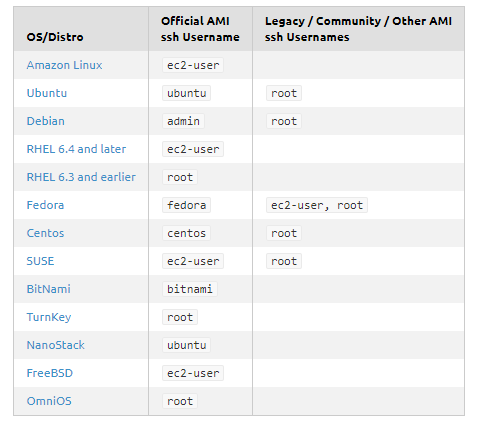 OS/Distro Official AMI ssh Username Legacy / Community / Other AMI ssh Usernames
Amazon Linux ec2-user
Ubuntu ubuntu root
Debian admin root
RHEL 6.4 and later ec2-user
RHEL 6.3 and earlier root
Fedora fedora ec2-user, root
Centos centos root
SUSE ec2-user root
BitNami bitnami
TurnKey root
NanoStack ubuntu
FreeBSD ec2-user
OmniOS root